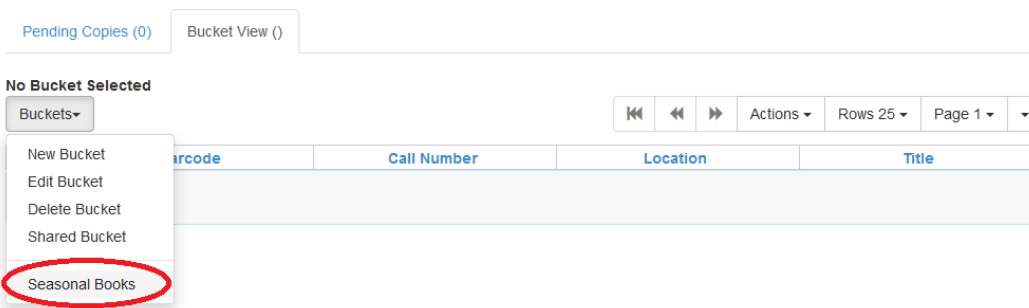 Pending Copies (0) Bucket View ()
No Bucket Selected
Buckets Actions Rows 25 Page 1
arcode Call Number Location Title
New Bucket
Edit Bucket
Delete Bucket
Shared Bucket
Seasonal Books